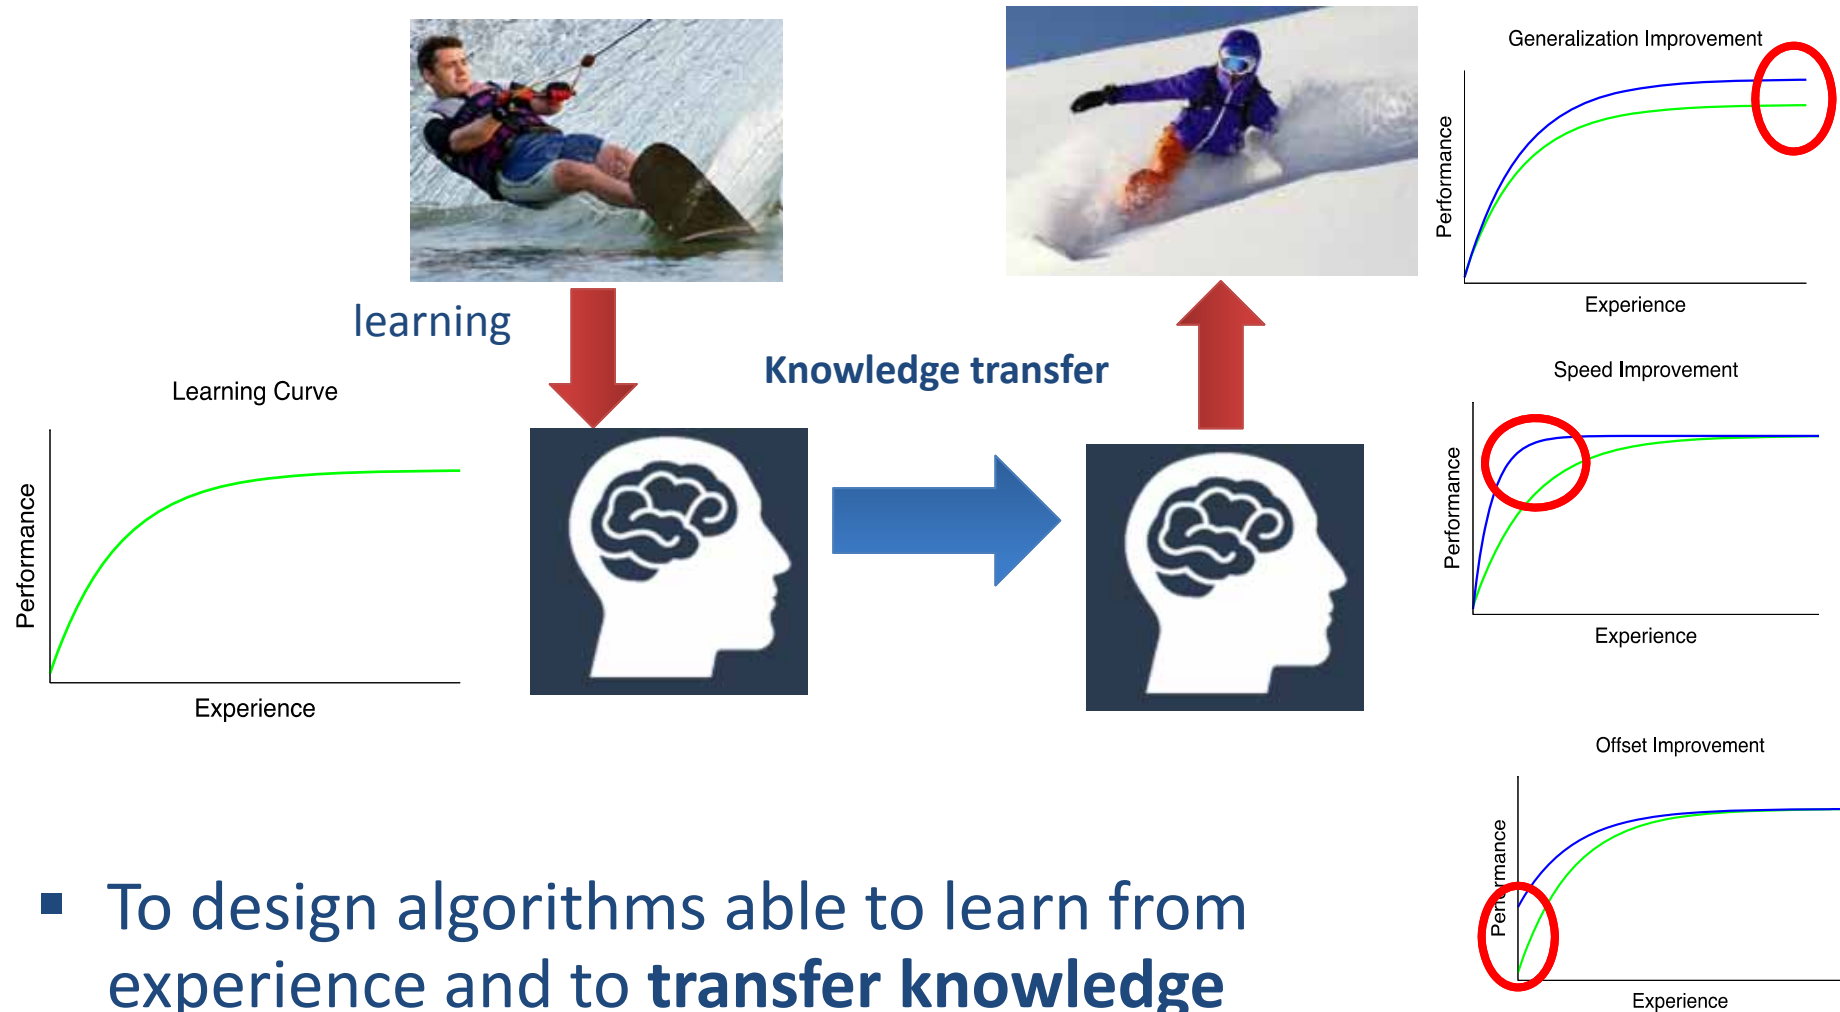 Generalization Improvement
Performance
Experience
learning
Knowledge transfer
Learning Curve
Performance
Experience
Speed Improvement
Performance
Experience
Offset Improvement
Performance
Experience
▪ To design algorithms able to learn from
experience and to transfer knowledge